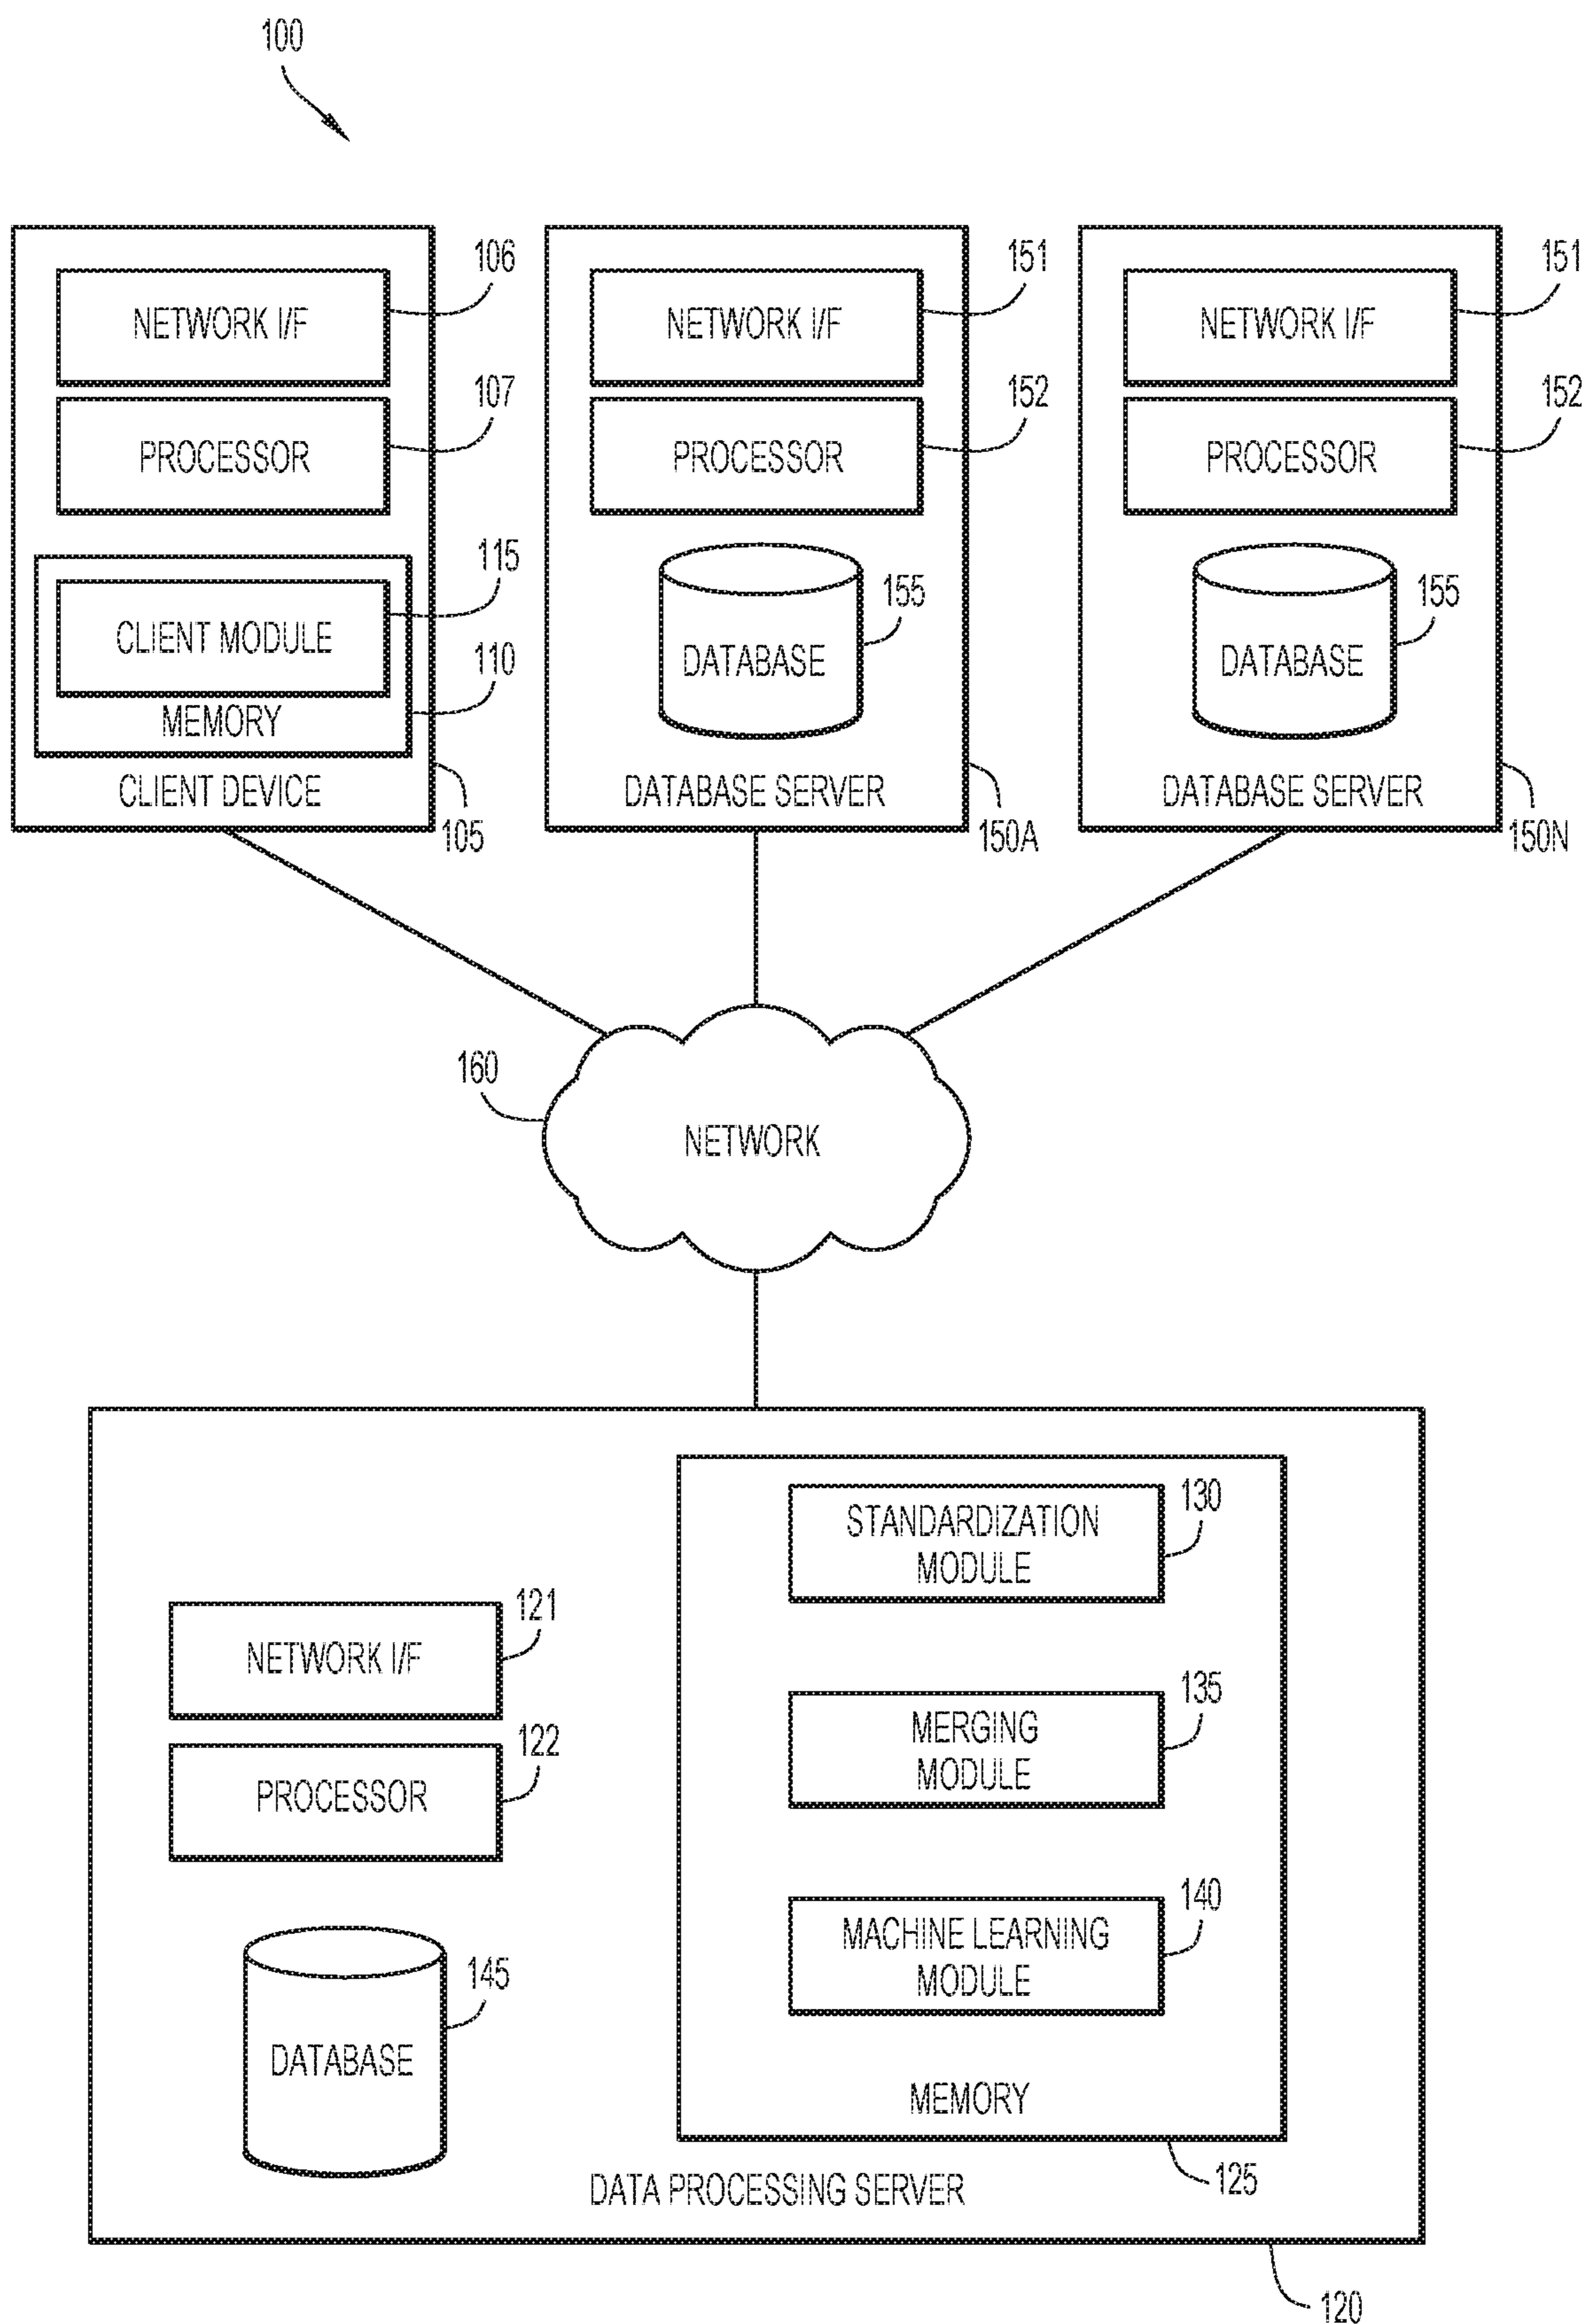 100
106
NETWORK I/F
107
PROCESSOR
115
CLIENT MODULE
110
MEMORY
CLIENT DEVICE
105
151
NETWORK I/F
152
PROCESSOR
155
DATABASE
DATABASE SERVER
150A
151
NETWORK I/F
152
PROCESSOR
155
DATABASE
DATABASE SERVER
150N
160
NETWORK
121
NETWORK I/F
122
PROCESSOR
145
DATABASE
130
STANDARDIZATION
MODULE
135
MERGING
MODULE
140
MACHINE LEARNING
MODULE
MEMORY
125
DATA PROCESSING SERVER
120